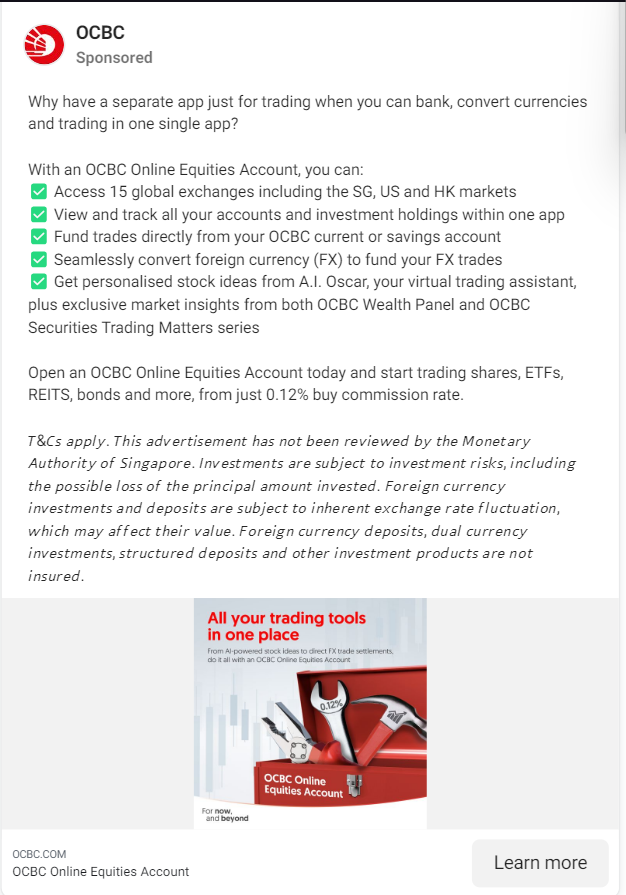 OCBC
Sponsored
Why have a separate app just for trading when you can bank, convert currencies
and trading in one single app?
With an OCBC Online Equities Account, you can:
✅ Access 15 global exchanges including the SG, US and HK markets
✅ View and track all your accounts and investment holdings within one app
✅ Fund trades directly from your OCBC current or savings account
✅ Seamlessly convert foreign currency (FX) to fund your FX trades
✅ Get personalised stock ideas from A.I. Oscar, your virtual trading assistant,
plus exclusive market insights from both OCBC Wealth Panel and OCBC
Securities Trading Matters series
Open an OCBC Online Equities Account today and start trading shares, ETFs,
REITS, bonds and more, from just 0.12% buy commission rate.
T&Cs apply. This advertisement has not been reviewed by the Monetary
Authority of Singapore. Investments are subject to investment risks, including
the possible loss of the principal amount invested. Foreign currency
investments and deposits are subject to inherent exchange rate fluctuation,
which may affect their value. Foreign currency deposits, dual currency
investments, structured deposits and other investment products are not
insured.
All your trading tools
in one place
From AI-powered stock ideas to direct FX trade settlements,
do it all with an OCBC Online Equities Account
0.12%
OCBC Online
Equities Account
For now,
and beyond
OCBC.COM
OCBC Online Equities Account
Learn more